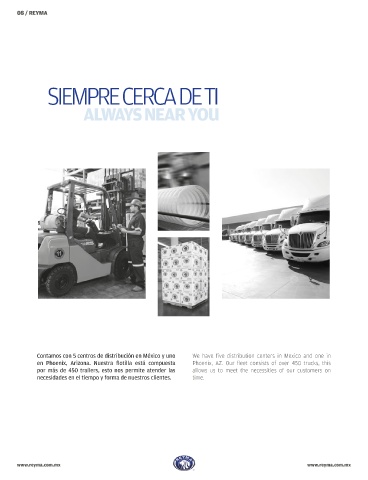 06 / REYMA
SIEMPRE CERCA DE TI
ALWAYS NEAR YOU
Contamos con 5 centros de distribución en México y uno
en Phoenix, Arizona. Nuestra flotilla está compuesta
por más de 450 trailers, esto nos permite atender las
necesidades en el tiempo y forma de nuestros clientes.
We have five distribution centers in Mexico and one in
Phoenix, AZ. Our fleet consists of over 450 trucks, this
allows us to meet the necessities of our customers on
time.
www.reyma.com.mx
REYMA
www.reyma.com.mx